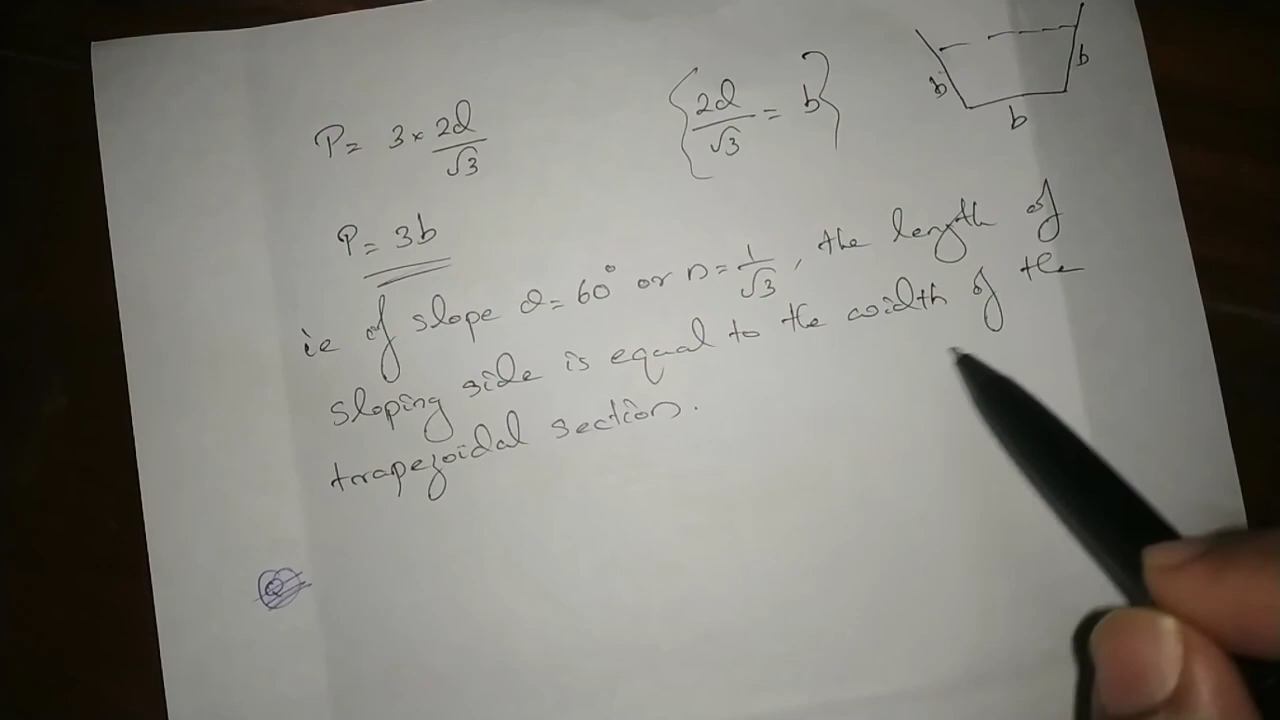 P = 3 × 2d/√3
{2d/√3 = b}
b
b
b
P = 3b
ie of slope θ = 60° or n = 1/√3, the length of
sloping side is equal to the width of the
trapezoidal section.